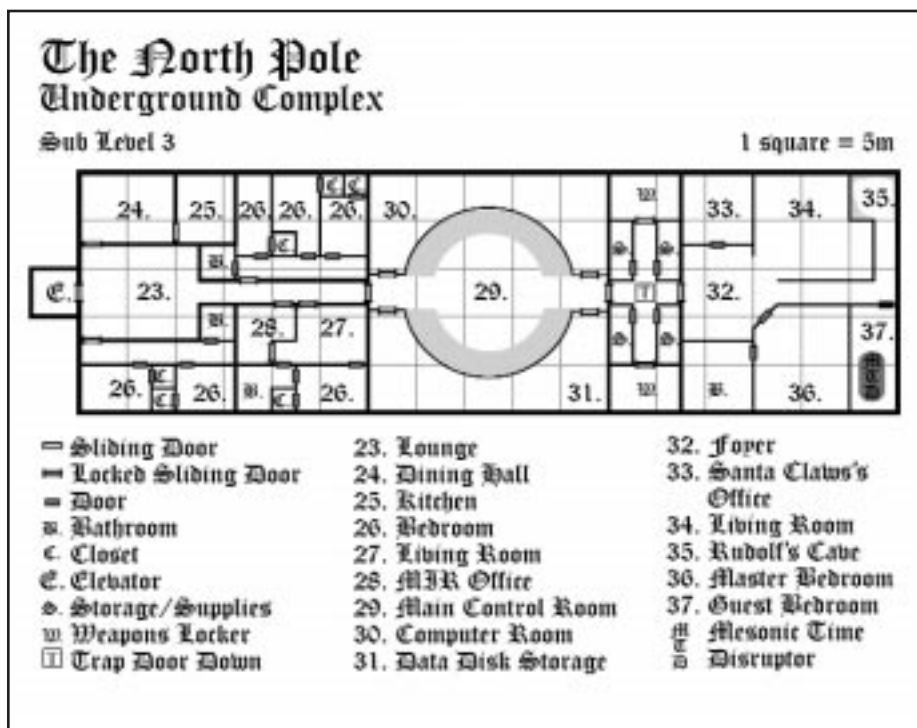 The North Pole
Underground Complex
Sub Level 3
1 square = 5m
24. 25. 26. 26. 26. C. C. 30. W 33. 34. 35.
C.
B. S. S.
E. 23. 29. T 32.
B. 28. 27. S. S. 37.
26. C. 26. B. C. 26. 31. W B. 36. MTD
Sliding Door
Locked Sliding Door
Door
B. Bathroom
C. Closet
E. Elevator
S. Storage/Supplies
W Weapons Locker
T Trap Door Down
23. Lounge
24. Dining Hall
25. Kitchen
26. Bedroom
27. Living Room
28. MIR Office
29. Main Control Room
30. Computer Room
31. Data Disk Storage
32. Foyer
33. Santa Claws's
Office
34. Living Room
35. Rudolf's Cave
36. Master Bedroom
37. Guest Bedroom
MTD Mesonic Time
Disruptor